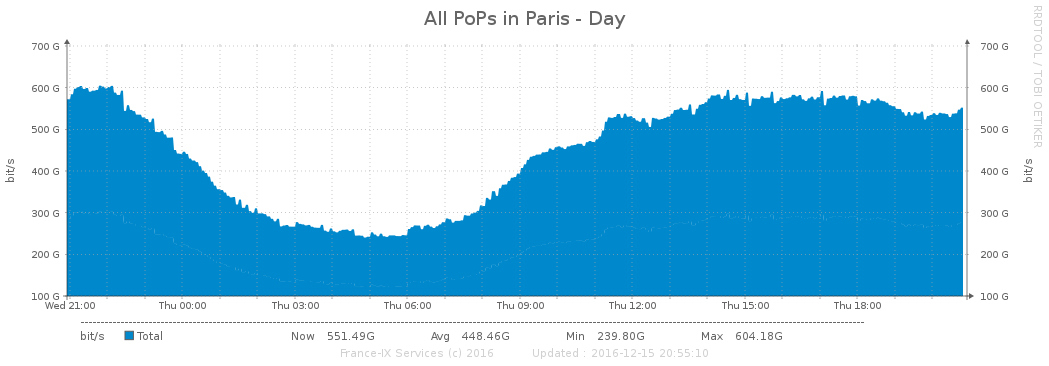 All PoPs in Paris - Day
RRDTOOL / TOBI OETIKER
700 G 700 G
600 G 600 G
500 G 500 G
400 G 400 G
300 G 300 G
200 G 200 G
100 G 100 G
bit/s bit/s
Wed 21:00 Thu 00:00 Thu 03:00 Thu 06:00 Thu 09:00 Thu 12:00 Thu 15:00 Thu 18:00
bit/s Total Now 551.49G Avg 448.46G Min 239.80G Max 604.18G
France-IX Services (c) 2016 Updated : 2016-12-15 20:55:10